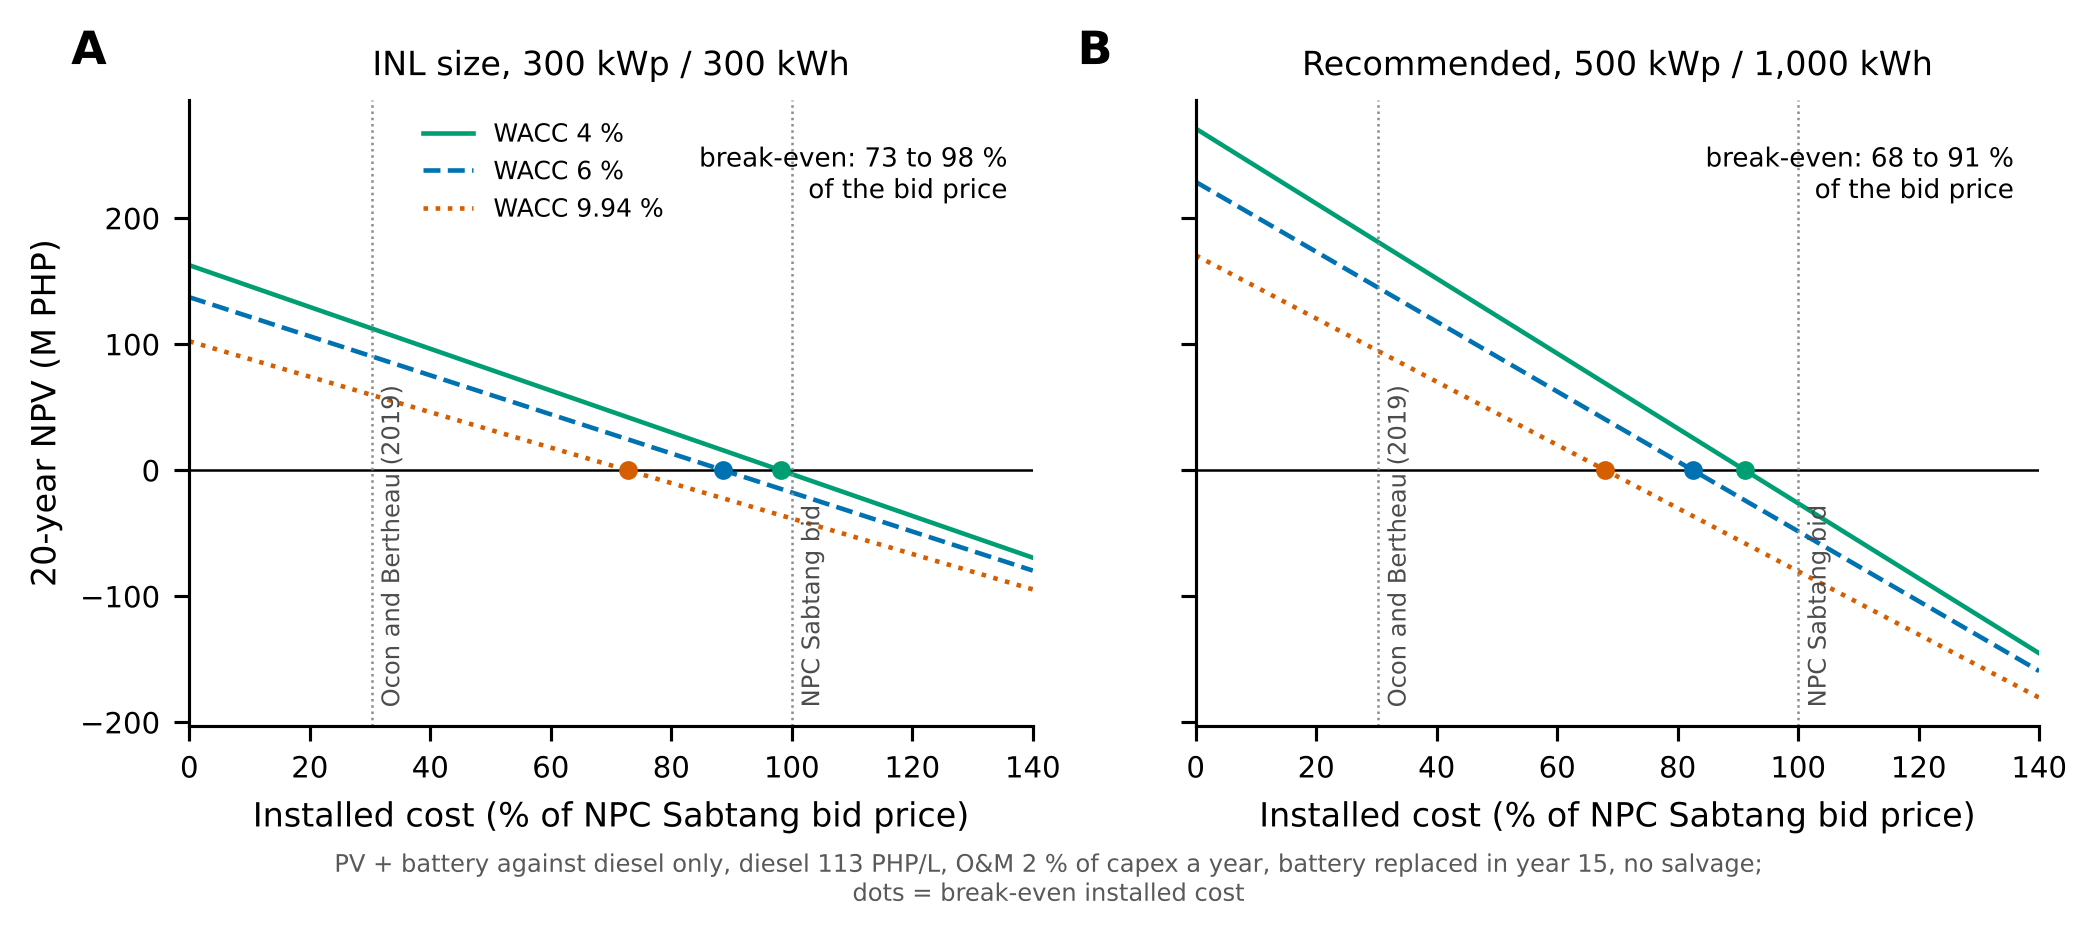 A
INL size, 300 kWp / 300 kWh
WACC 4 %
WACC 6 %
WACC 9.94 %
break-even: 73 to 98 %
of the bid price
20-year NPV (M PHP)
200
100
0
−100
−200
Ocon and Bertheau (2019)
NPC Sabtang bid
0 20 40 60 80 100 120 140
Installed cost (% of NPC Sabtang bid price)
B
Recommended, 500 kWp / 1,000 kWh
break-even: 68 to 91 %
of the bid price
Ocon and Bertheau (2019)
NPC Sabtang bid
0 20 40 60 80 100 120 140
Installed cost (% of NPC Sabtang bid price)
PV + battery against diesel only, diesel 113 PHP/L, O&M 2 % of capex a year, battery replaced in year 15, no salvage;
dots = break-even installed cost